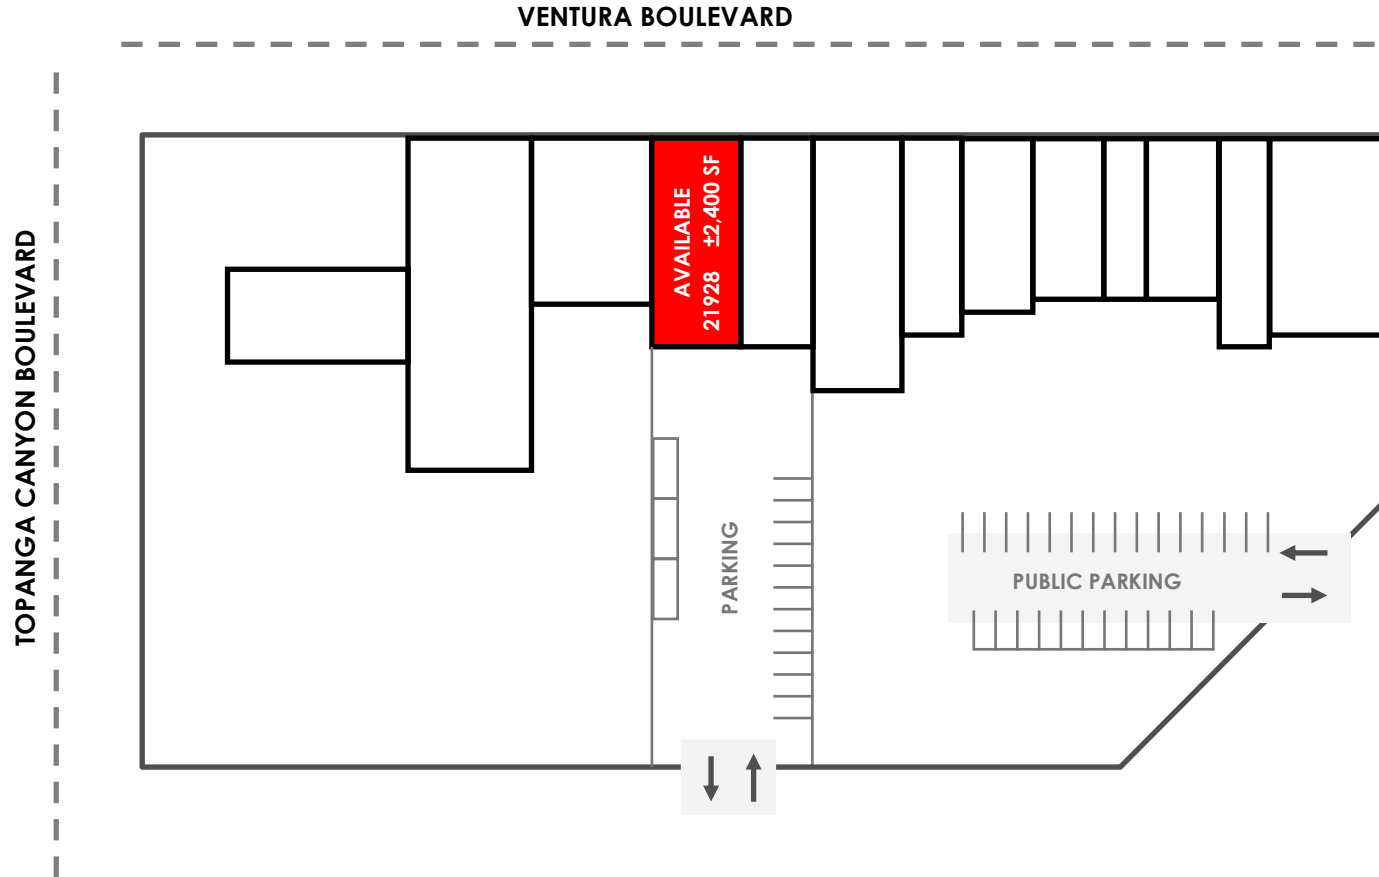 VENTURA BOULEVARD
TOPANGA CANYON BOULEVARD
AVAILABLE
21928 ±2,400 SF
PARKING
PUBLIC PARKING